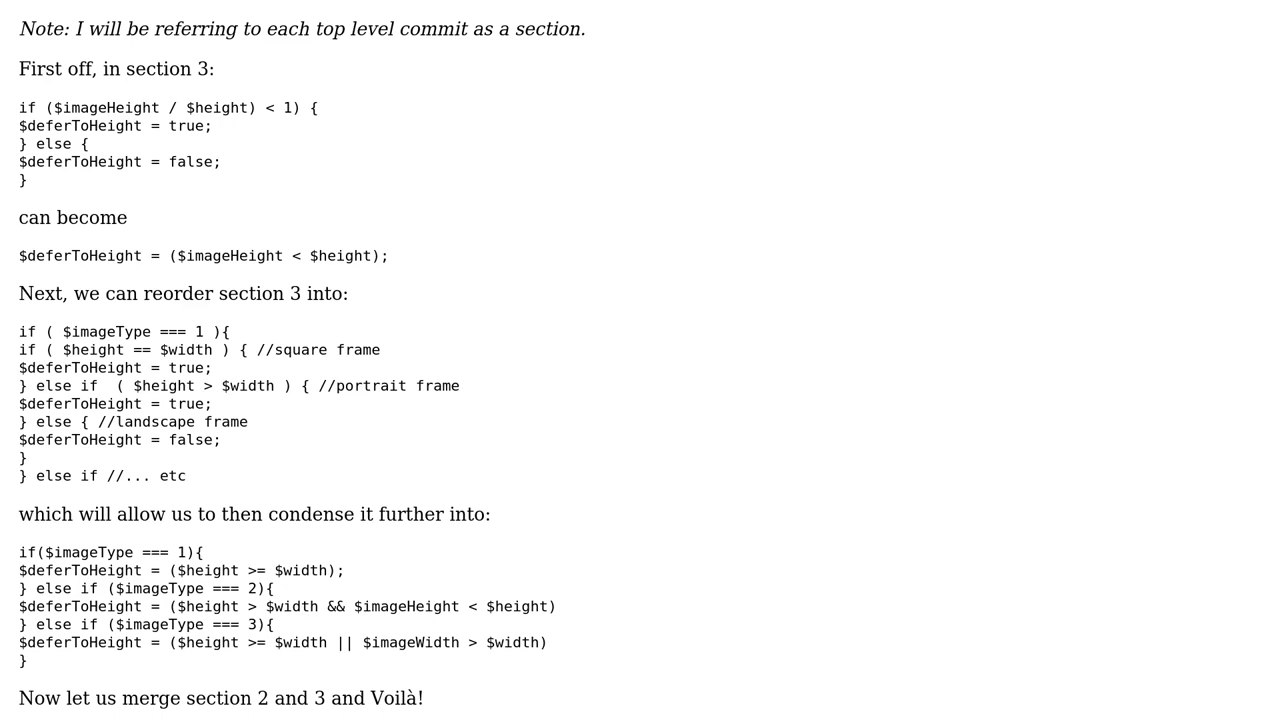 Note: I will be referring to each top level commit as a section.
First off, in section 3:
if ($imageHeight / $height) < 1) {
$deferToHeight = true;
} else {
$deferToHeight = false;
}
can become
$deferToHeight = ($imageHeight < $height);
Next, we can reorder section 3 into:
if ( $imageType === 1 ){
if ( $height == $width ) { //square frame
$deferToHeight = true;
} else if  ( $height > $width ) { //portrait frame
$deferToHeight = true;
} else { //landscape frame
$deferToHeight = false;
}
} else if //... etc
which will allow us to then condense it further into:
if($imageType === 1){
$deferToHeight = ($height >= $width);
} else if ($imageType === 2){
$deferToHeight = ($height > $width && $imageHeight < $height)
} else if ($imageType === 3){
$deferToHeight = ($height >= $width || $imageWidth > $width)
}
Now let us merge section 2 and 3 and Voilà!